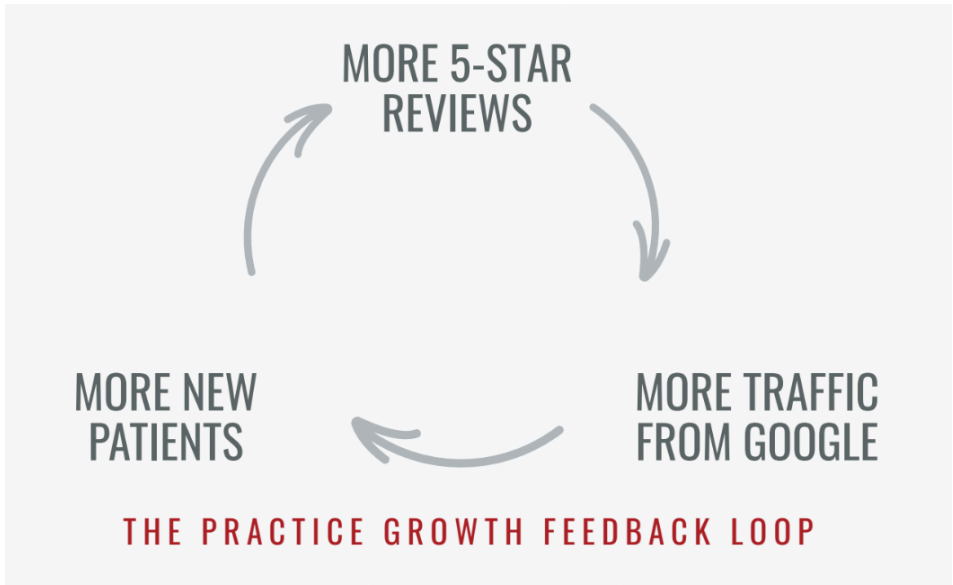 MORE 5-STAR
REVIEWS
MORE NEW
PATIENTS
MORE TRAFFIC
FROM GOOGLE
THE PRACTICE GROWTH FEEDBACK LOOP